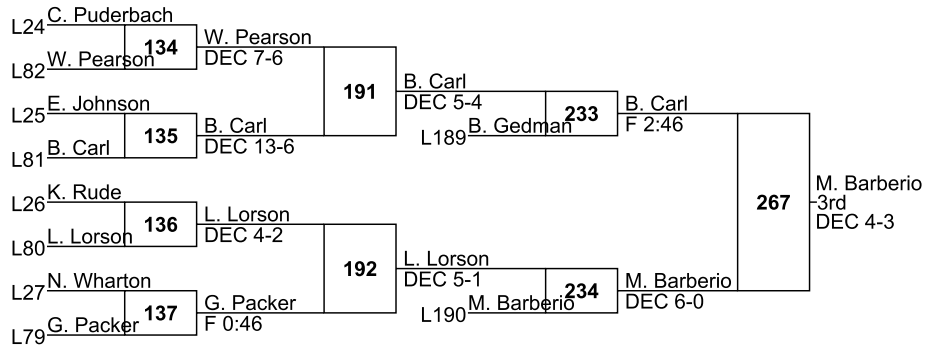 L24 C. Puderbach
134
L82 W. Pearson
W. Pearson
DEC 7-6
L25 E. Johnson
135
L81 B. Carl
B. Carl
DEC 13-6
191
B. Carl
DEC 5-4
L189 B. Gedman
233
B. Carl
F 2:46
L26 K. Rude
136
L80 L. Lorson
L. Lorson
DEC 4-2
L27 N. Wharton
137
L79 G. Packer
G. Packer
F 0:46
192
L. Lorson
DEC 5-1
L190 M. Barberio
234
M. Barberio
DEC 6-0
267
M. Barberio
3rd
DEC 4-3